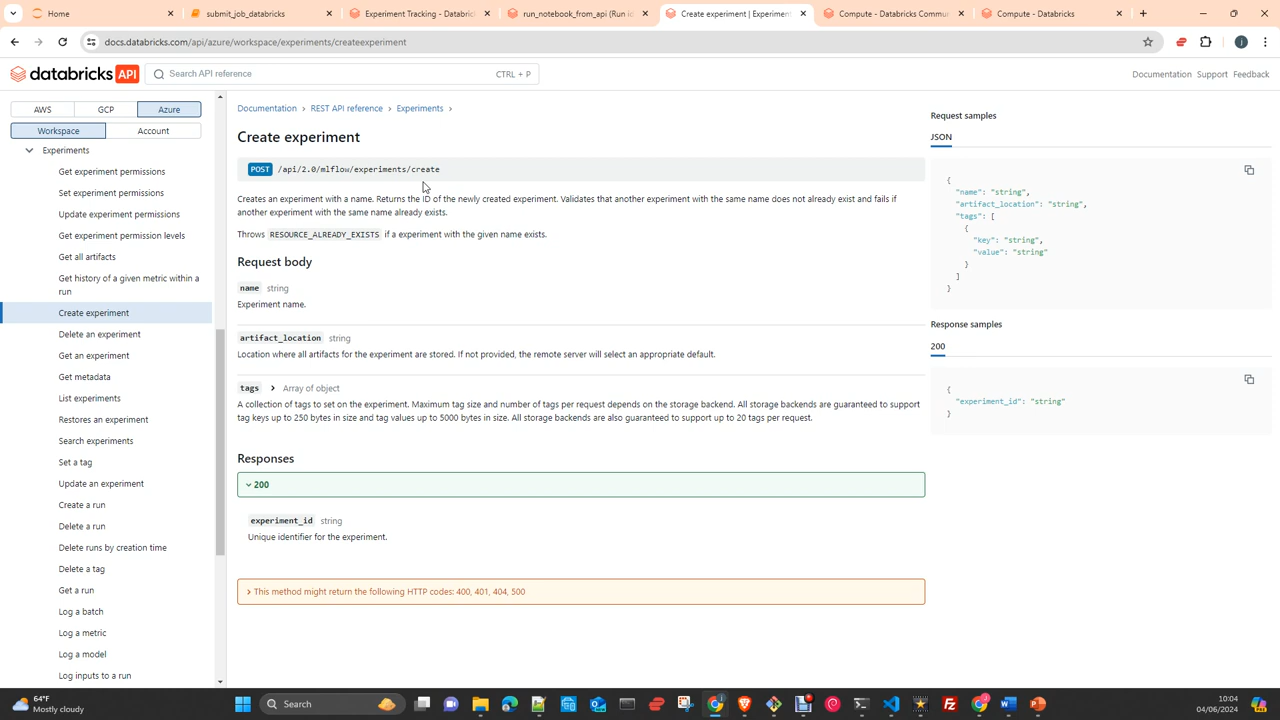 Home
submit_job_databricks
Experiment Tracking - Databric
run_notebook_from_api (Run i
Create experiment | Experimen
Compute - Databricks Commu
Compute - Databricks
docs.databricks.com/api/azure/workspace/experiments/createexperiment
databricks API
Search API reference
CTRL + P
Documentation Support Feedback
AWS GCP Azure
Workspace Account
Experiments
Get experiment permissions
Set experiment permissions
Update experiment permissions
Get experiment permission levels
Get all artifacts
Get history of a given metric within a
run
Create experiment
Delete an experiment
Get an experiment
Get metadata
List experiments
Restores an experiment
Search experiments
Set a tag
Update an experiment
Create a run
Delete a run
Delete runs by creation time
Delete a tag
Get a run
Log a batch
Log a metric
Log a model
Log inputs to a run
Documentation > REST API reference > Experiments >
Create experiment
POST /api/2.0/mlflow/experiments/create
Creates an experiment with a name. Returns the ID of the newly created experiment. Validates that another experiment with the same name does not already exist and fails if
another experiment with the same name already exists.
Throws RESOURCE_ALREADY_EXISTS if a experiment with the given name exists.
Request body
name string
Experiment name.
artifact_location string
Location where all artifacts for the experiment are stored. If not provided, the remote server will select an appropriate default.
tags > Array of object
A collection of tags to set on the experiment. Maximum tag size and number of tags per request depends on the storage backend. All storage backends are guaranteed to support
tag keys up to 250 bytes in size and tag values up to 5000 bytes in size. All storage backends are also guaranteed to support up to 20 tags per request.
Responses
200
experiment_id string
Unique identifier for the experiment.
> This method might return the following HTTP codes: 400, 401, 404, 500
Request samples
JSON
{
"name": "string",
"artifact_location": "string",
"tags": [
{
"key": "string",
"value": "string"
}
]
}
Response samples
200
{
"experiment_id": "string"
}
64°F
Mostly cloudy
Search
10:04
04/06/2024